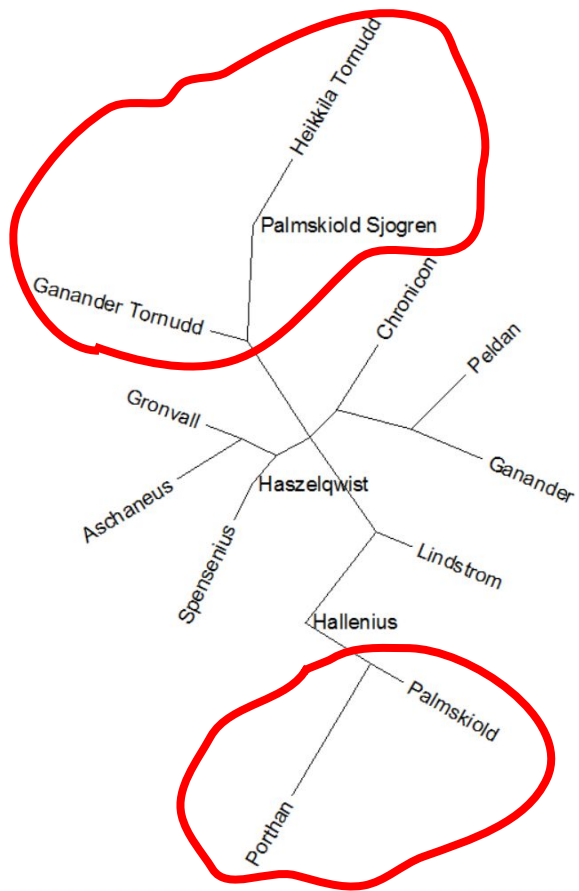 Heikkila Tornudd
Palmskiold Sjogren
Ganander Tornudd
Chronicon
Peldan
Gronvall
Ganander
Aschaneus
Haszelqwist
Spensenius
Lindstrom
Hallenius
Palmskiold
Porthan